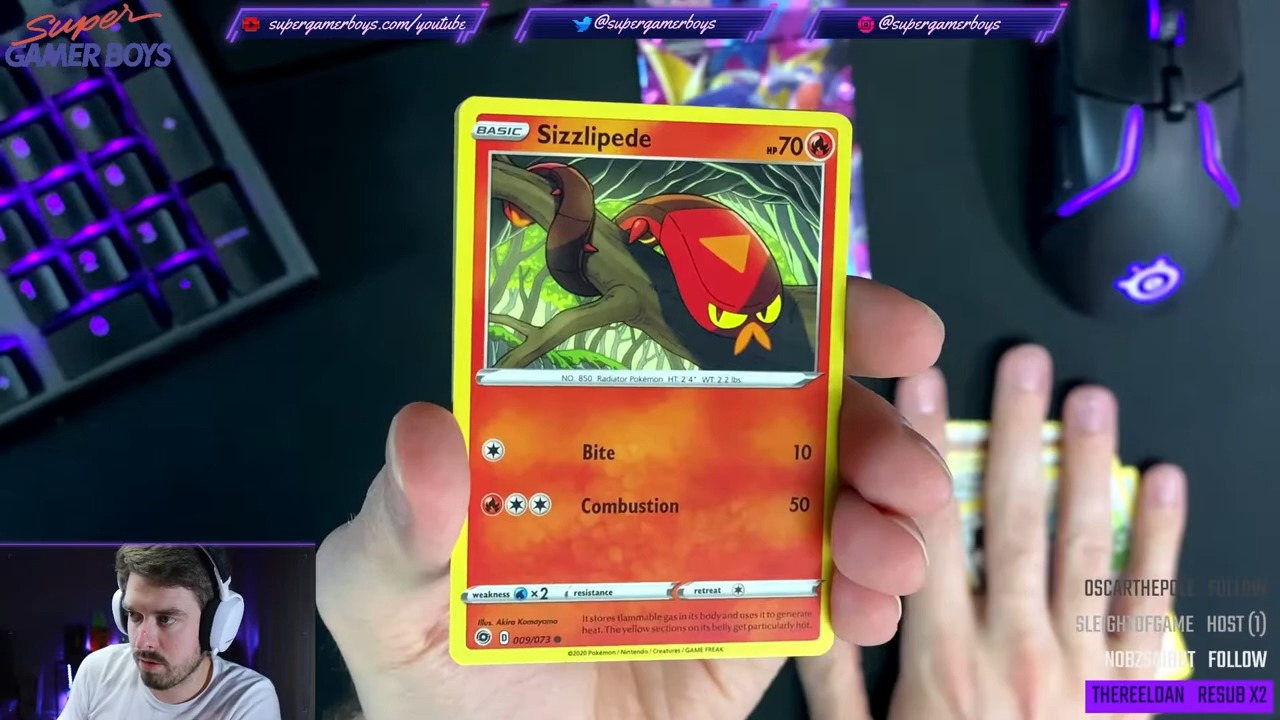 Super
GAMER BOYS
supergamerboys.com/youtube
@supergamerboys
@supergamerboys
BASIC
Sizzlipede
HP 70
NO. 850 Radiator Pokémon HT: 2'4" WT: 2.2 lbs.
Bite 10
Combustion 50
weakness ×2 resistance retreat
Illus. Akira Komayama
It stores flammable gas in its body and uses it to generate
heat. The yellow sections on its belly get particularly hot.
D 009/073
©2020 Pokémon / Nintendo / Creatures / GAME FREAK
FOLLOW
HOST (1)
FOLLOW
THEREELDAN RESUB X2